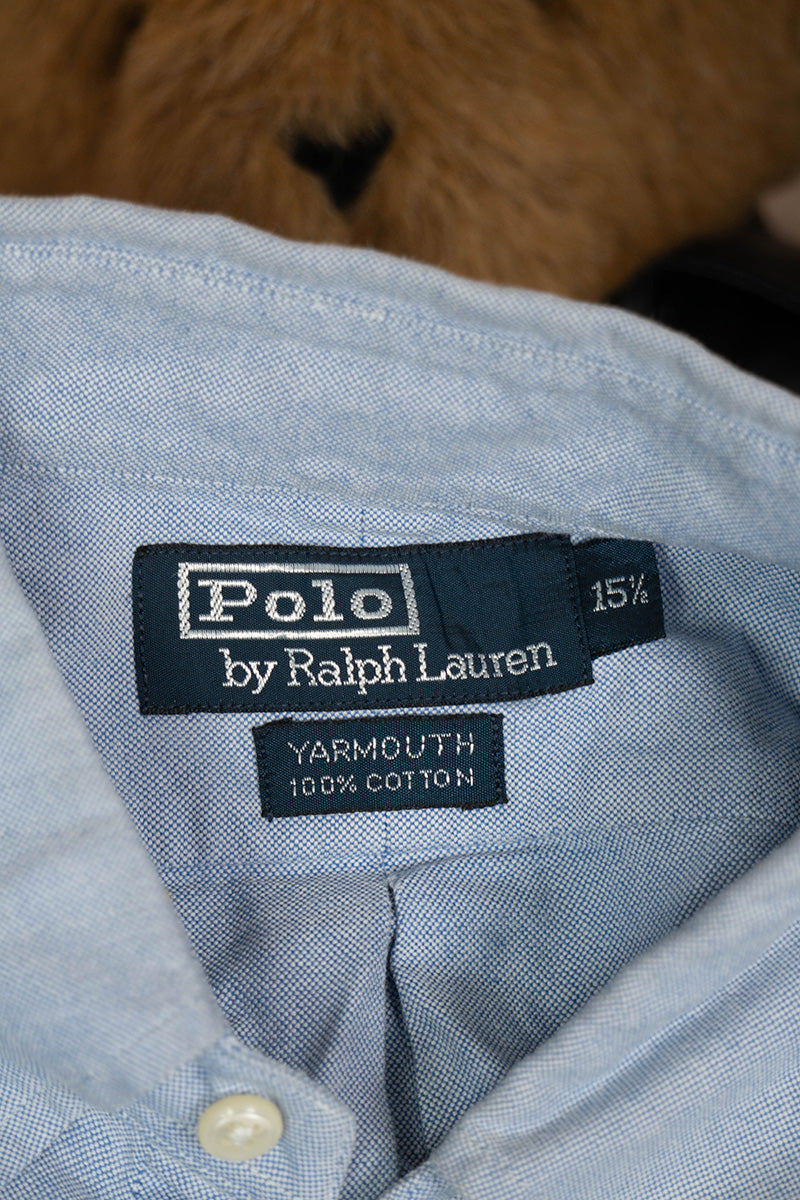 Polo
by Ralph Lauren
15½
YARMOUTH
100% COTTON